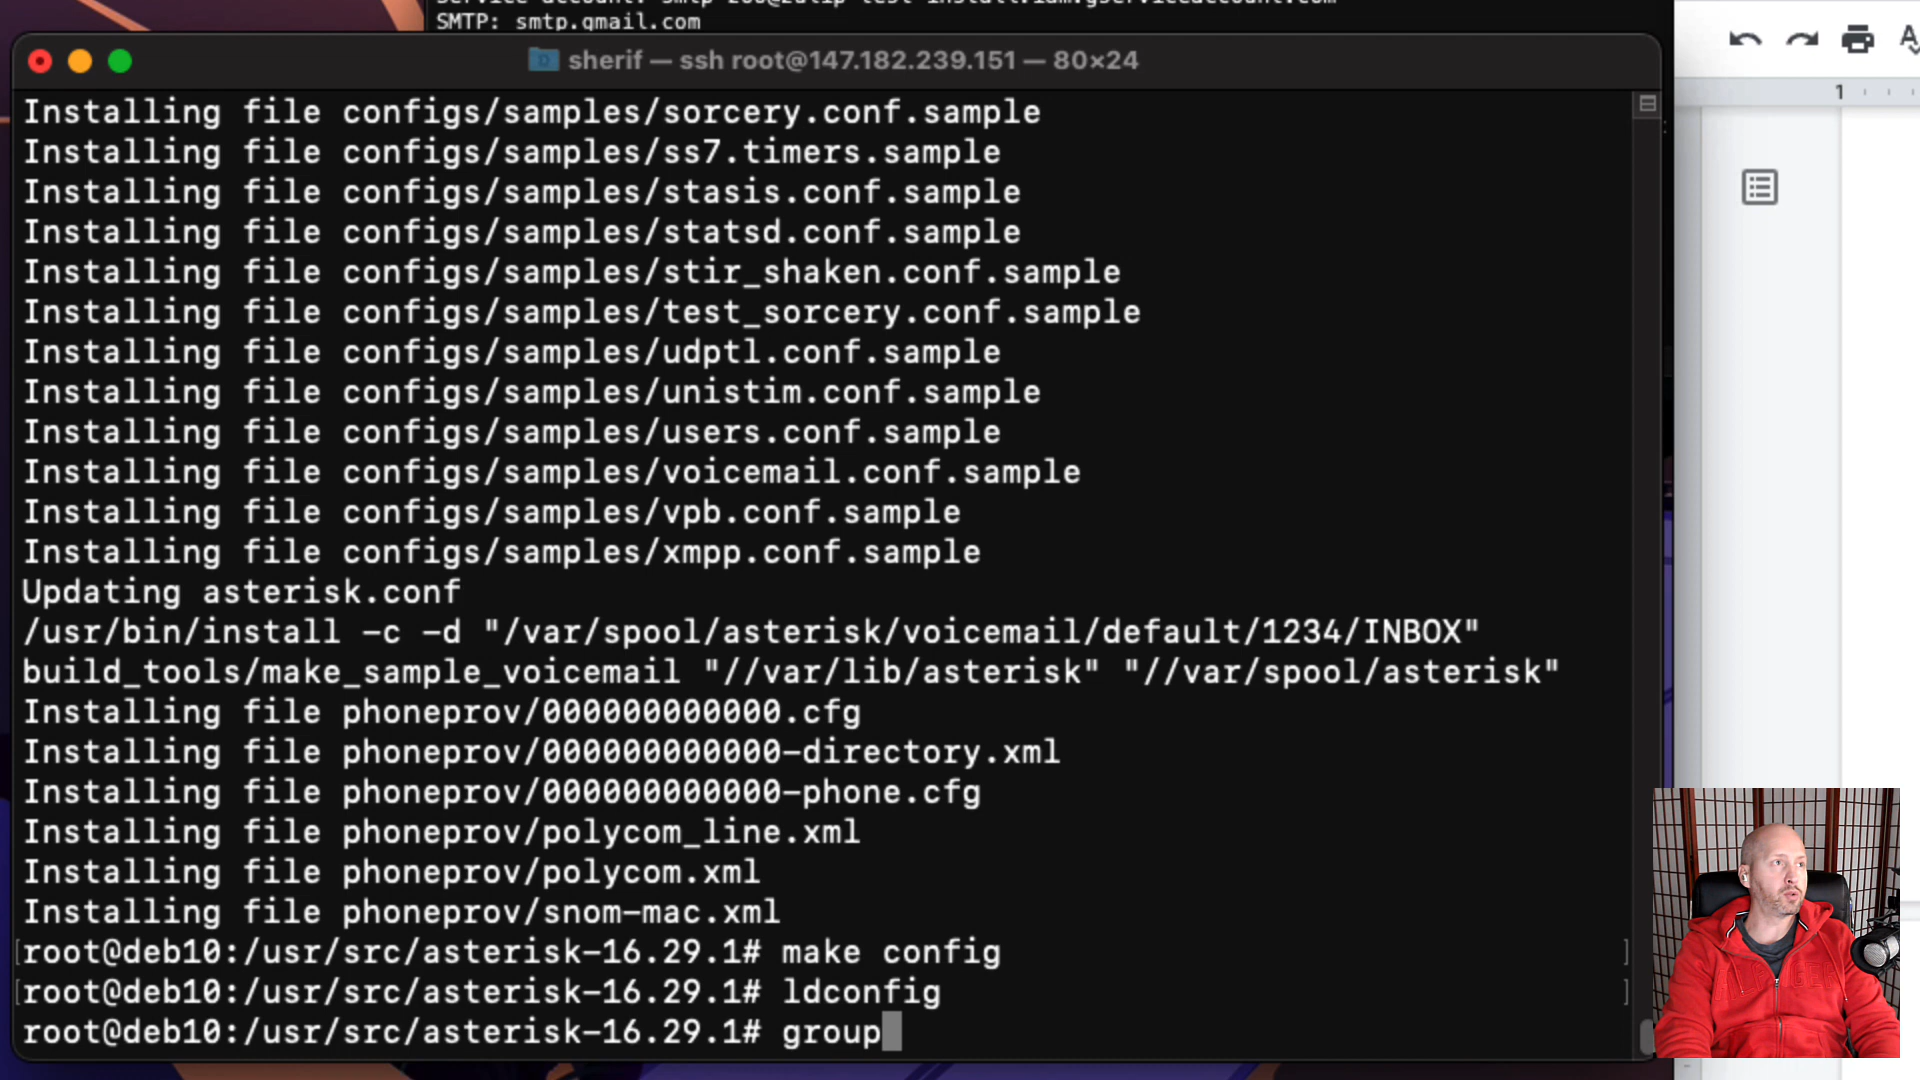 SMTP: smtp.gmail.com
sherif — ssh root@147.182.239.151 — 80×24
Installing file configs/samples/sorcery.conf.sample
Installing file configs/samples/ss7.timers.sample
Installing file configs/samples/stasis.conf.sample
Installing file configs/samples/statsd.conf.sample
Installing file configs/samples/stir_shaken.conf.sample
Installing file configs/samples/test_sorcery.conf.sample
Installing file configs/samples/udptl.conf.sample
Installing file configs/samples/unistim.conf.sample
Installing file configs/samples/users.conf.sample
Installing file configs/samples/voicemail.conf.sample
Installing file configs/samples/vpb.conf.sample
Installing file configs/samples/xmpp.conf.sample
Updating asterisk.conf
/usr/bin/install -c -d "/var/spool/asterisk/voicemail/default/1234/INBOX"
build_tools/make_sample_voicemail "//var/lib/asterisk" "//var/spool/asterisk"
Installing file phoneprov/000000000000.cfg
Installing file phoneprov/000000000000-directory.xml
Installing file phoneprov/000000000000-phone.cfg
Installing file phoneprov/polycom_line.xml
Installing file phoneprov/polycom.xml
Installing file phoneprov/snom-mac.xml
[root@deb10:/usr/src/asterisk-16.29.1# make config ]
[root@deb10:/usr/src/asterisk-16.29.1# ldconfig ]
root@deb10:/usr/src/asterisk-16.29.1# group
1